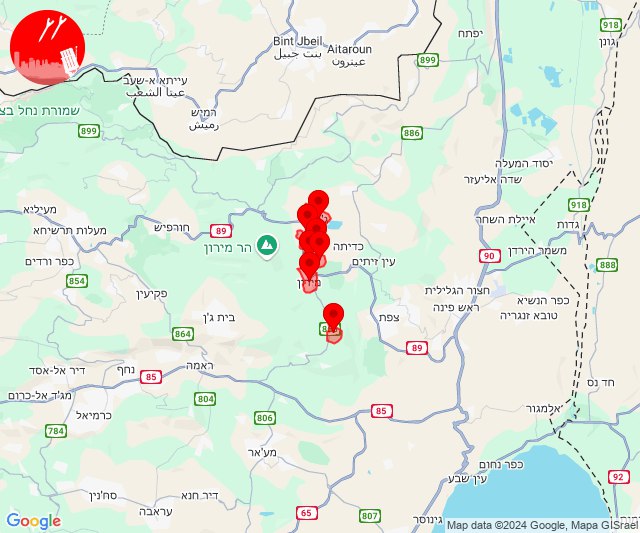 יפתח
918
גונן
Bint Jbeil
بنت جبيل
Aitaroun
عيترون
899
עייתא א-שעב
عيتا الشعب
רמיש
رميش
שמורת נחל בצ
899
886
יסוד המעלה
שדה אליעזר
918
מעיליא
חורפיש
89
איילת השחר
גדות
מעלות תרשיחא
הר מירון
כדיתה
משמר הירדן
90
888
כפר ורדים
854
עין זיתים
מירון
חצור הגלילית
ראש פינה
כפר הנשיא
טובא זנגריה
פקיעין
בית ג'ן
צפת
864
89
ראמה
נחף
דיר אל-אסד
85
חד נס
מג'ד אל-כרום
804
כרמיאל
806
85
אלמגור
784
מע'אר
כפר נחום
עין שבע
92
סח'נין
דיר חנא
עראבה
65
807
גינוסר
Google
Map data ©2024 Google, Mapa GISrael